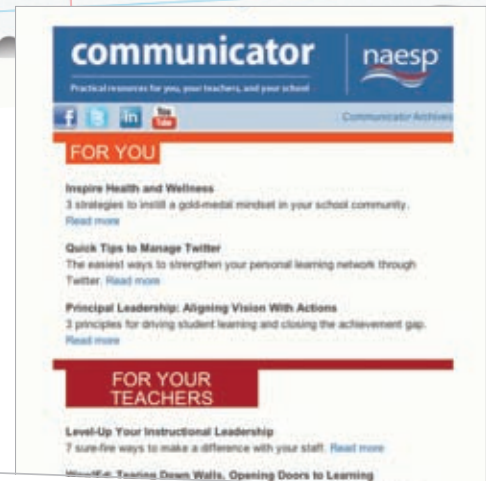 communicator
naesp
Practical resources for you, your teachers, and your school
f in You Tube
Communicator Archives
FOR YOU
Inspire Health and Wellness
3 strategies to instill a gold-medal mindset in your school community.
Read more
Quick Tips to Manage Twitter
The easiest ways to strengthen your personal learning network through
Twitter. Read more
Principal Leadership: Aligning Vision With Actions
3 principles for driving student learning and closing the achievement gap.
Read more
FOR YOUR
TEACHERS
Level-Up Your Instructional Leadership
7 sure-fire ways to make a difference with your staff. Read more
Tearing Down Walls, Opening Doors to Learning